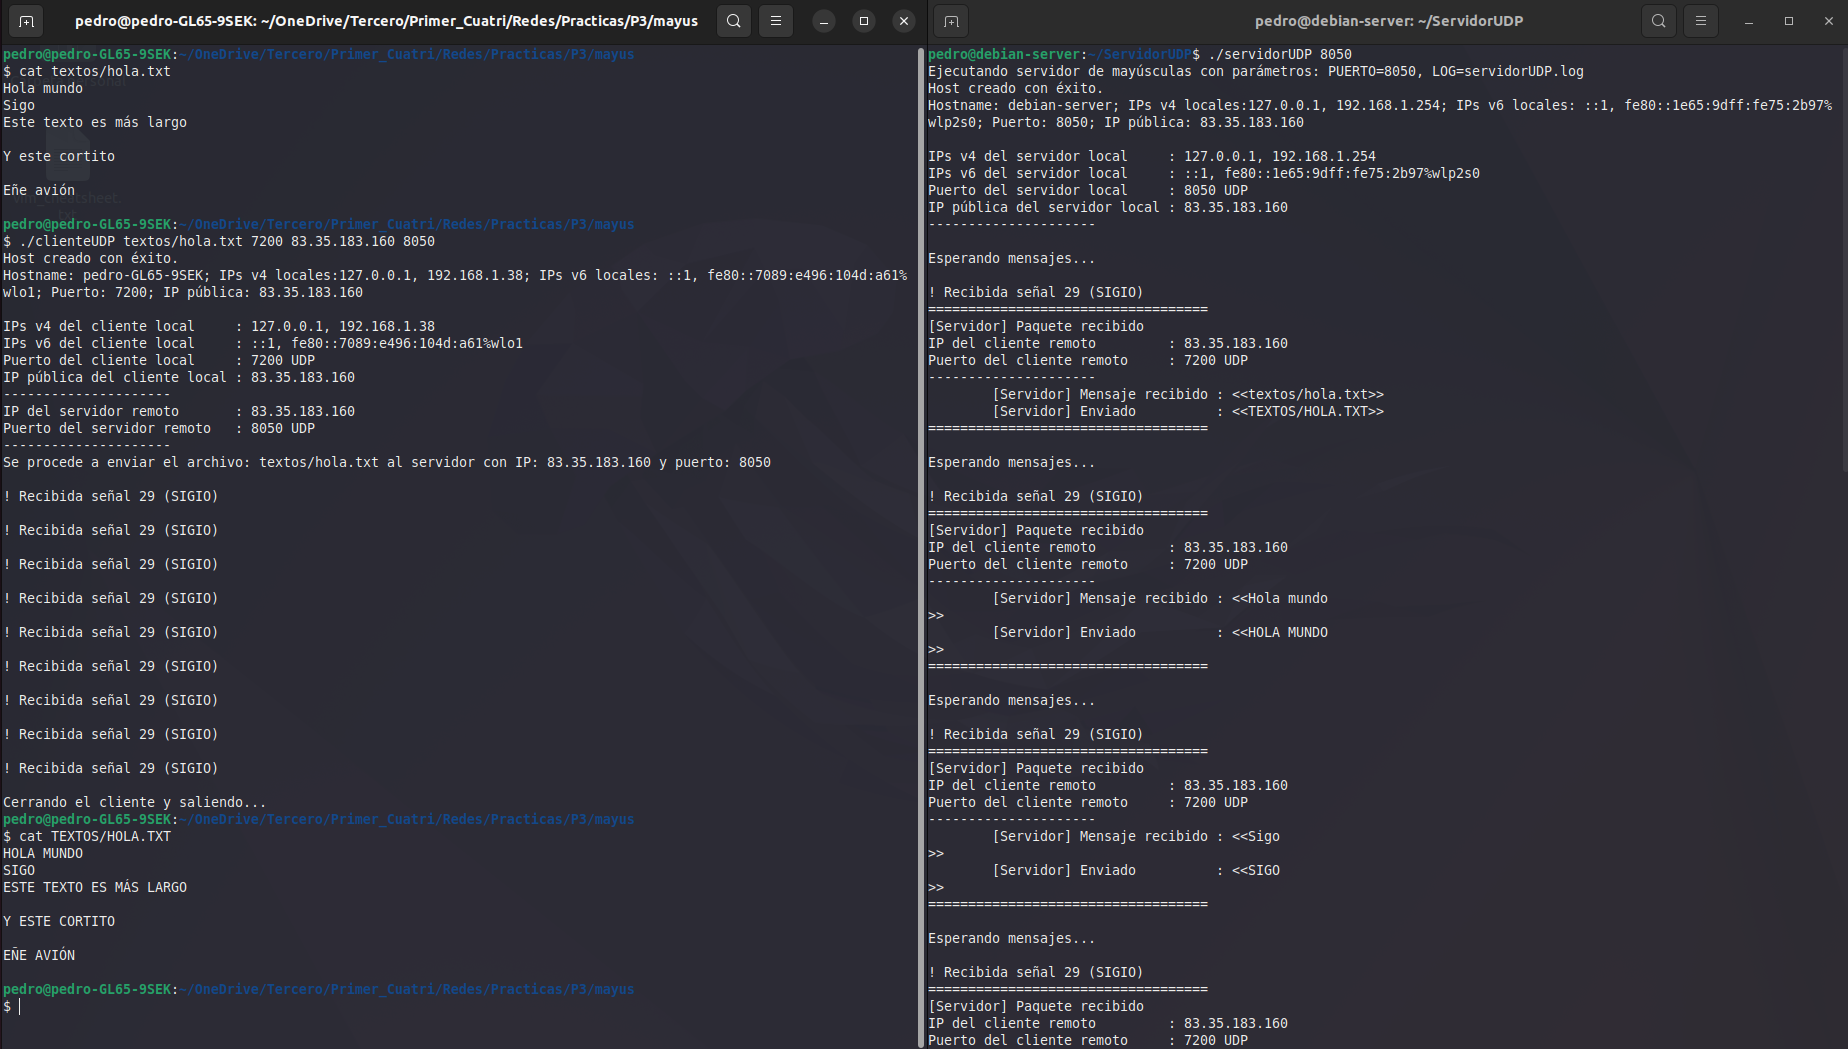 pedro@pedro-GL65-9SEK: ~/OneDrive/Tercero/Primer_Cuatri/Redes/Practicas/P3/mayus
pedro@pedro-GL65-9SEK:~/OneDrive/Tercero/Primer_Cuatri/Redes/Practicas/P3/mayus
$ cat textos/hola.txt
Hola mundo
Sigo
Este texto es más largo

Y este cortito

Eñe avión

pedro@pedro-GL65-9SEK:~/OneDrive/Tercero/Primer_Cuatri/Redes/Practicas/P3/mayus
$ ./clienteUDP textos/hola.txt 7200 83.35.183.160 8050
Host creado con éxito.
Hostname: pedro-GL65-9SEK; IPs v4 locales:127.0.0.1, 192.168.1.38; IPs v6 locales: ::1, fe80::7089:e496:104d:a61%
wlo1; Puerto: 7200; IP pública: 83.35.183.160

IPs v4 del cliente local     : 127.0.0.1, 192.168.1.38
IPs v6 del cliente local     : ::1, fe80::7089:e496:104d:a61%wlo1
Puerto del cliente local     : 7200 UDP
IP pública del cliente local : 83.35.183.160
---------------------
IP del servidor remoto       : 83.35.183.160
Puerto del servidor remoto   : 8050 UDP
---------------------
Se procede a enviar el archivo: textos/hola.txt al servidor con IP: 83.35.183.160 y puerto: 8050

! Recibida señal 29 (SIGIO)

! Recibida señal 29 (SIGIO)

! Recibida señal 29 (SIGIO)

! Recibida señal 29 (SIGIO)

! Recibida señal 29 (SIGIO)

! Recibida señal 29 (SIGIO)

! Recibida señal 29 (SIGIO)

! Recibida señal 29 (SIGIO)

! Recibida señal 29 (SIGIO)

Cerrando el cliente y saliendo...
pedro@pedro-GL65-9SEK:~/OneDrive/Tercero/Primer_Cuatri/Redes/Practicas/P3/mayus
$ cat TEXTOS/HOLA.TXT
HOLA MUNDO
SIGO
ESTE TEXTO ES MÁS LARGO

Y ESTE CORTITO

EÑE AVIÓN

pedro@pedro-GL65-9SEK:~/OneDrive/Tercero/Primer_Cuatri/Redes/Practicas/P3/mayus
$
pedro@debian-server: ~/ServidorUDP
pedro@debian-server:~/ServidorUDP$ ./servidorUDP 8050
Ejecutando servidor de mayúsculas con parámetros: PUERTO=8050, LOG=servidorUDP.log
Host creado con éxito.
Hostname: debian-server; IPs v4 locales:127.0.0.1, 192.168.1.254; IPs v6 locales: ::1, fe80::1e65:9dff:fe75:2b97%
wlp2s0; Puerto: 8050; IP pública: 83.35.183.160

IPs v4 del servidor local     : 127.0.0.1, 192.168.1.254
IPs v6 del servidor local     : ::1, fe80::1e65:9dff:fe75:2b97%wlp2s0
Puerto del servidor local     : 8050 UDP
IP pública del servidor local : 83.35.183.160
---------------------

Esperando mensajes...

! Recibida señal 29 (SIGIO)
===================================
[Servidor] Paquete recibido
IP del cliente remoto         : 83.35.183.160
Puerto del cliente remoto     : 7200 UDP
---------------------
        [Servidor] Mensaje recibido : <<textos/hola.txt>>
        [Servidor] Enviado          : <<TEXTOS/HOLA.TXT>>
===================================

Esperando mensajes...

! Recibida señal 29 (SIGIO)
===================================
[Servidor] Paquete recibido
IP del cliente remoto         : 83.35.183.160
Puerto del cliente remoto     : 7200 UDP
---------------------
        [Servidor] Mensaje recibido : <<Hola mundo
>>
        [Servidor] Enviado          : <<HOLA MUNDO
>>
===================================

Esperando mensajes...

! Recibida señal 29 (SIGIO)
===================================
[Servidor] Paquete recibido
IP del cliente remoto         : 83.35.183.160
Puerto del cliente remoto     : 7200 UDP
---------------------
        [Servidor] Mensaje recibido : <<Sigo
>>
        [Servidor] Enviado          : <<SIGO
>>
===================================

Esperando mensajes...

! Recibida señal 29 (SIGIO)
===================================
[Servidor] Paquete recibido
IP del cliente remoto         : 83.35.183.160
Puerto del cliente remoto     : 7200 UDP